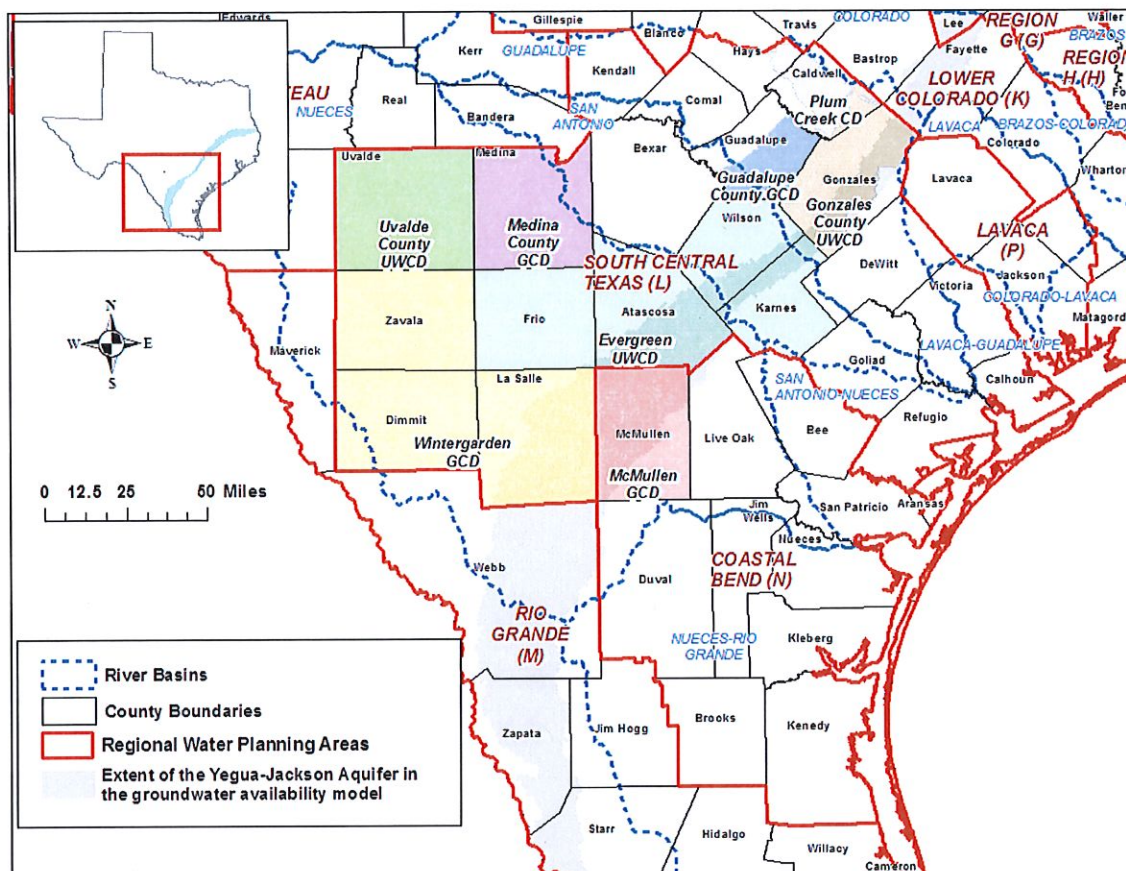 Edwards
Gillespie
Blanco
Travis
COLORADO
Lee
REGION
G (G)
Waller
BRAZOS
Kerr
GUADALUPE
Hays
Bastrop
Fayette
REGION
H (H)
Kendall
Caldwell
LOWER
COLORADO (K)
EAU
NUECES
Real
Bandera
SAN
ANTONIO
Comal
Plum
Creek CD
LAVACA
BRAZOS-COLORAD
Colorado
Bexar
Guadalupe
Uvalde
Medina
Gonzales
Lavaca
Wharton
Guadalupe
County GCD
Gonzales
County
UWCD
Uvalde
County
UWCD
Medina
County
GCD
Wilson
LAVACA (P)
SOUTH CENTRAL
TEXAS (L)
DeWitt
Victoria
Jackson
COLORADO-LAVACA
Matagord
N
W
E
S
Maverick
Zavala
Frio
Atascosa
Karnes
Evergreen
UWCD
Goliad
LAVACA-GUADALUPE
Calhoun
La Salle
SAN
ANTONIO-NUECES
Refugio
Dimmit
Wintergarden
GCD
McMullen
Live Oak
Bee
McMullen
GCD
0 12.5 25 50 Miles
Jim
Wells
San Patricio
Aransas
Nueces
Webb
Duval
COASTAL
BEND (N)
RIO
GRANDE
(M)
NUECES-RIO
GRANDE
Kleberg
Zapata
Jim Hogg
Brooks
Kenedy
Starr
Hidalgo
Willacy
Cameron
River Basins
County Boundaries
Regional Water Planning Areas
Extent of the Yegua-Jackson Aquifer in
the groundwater availability model